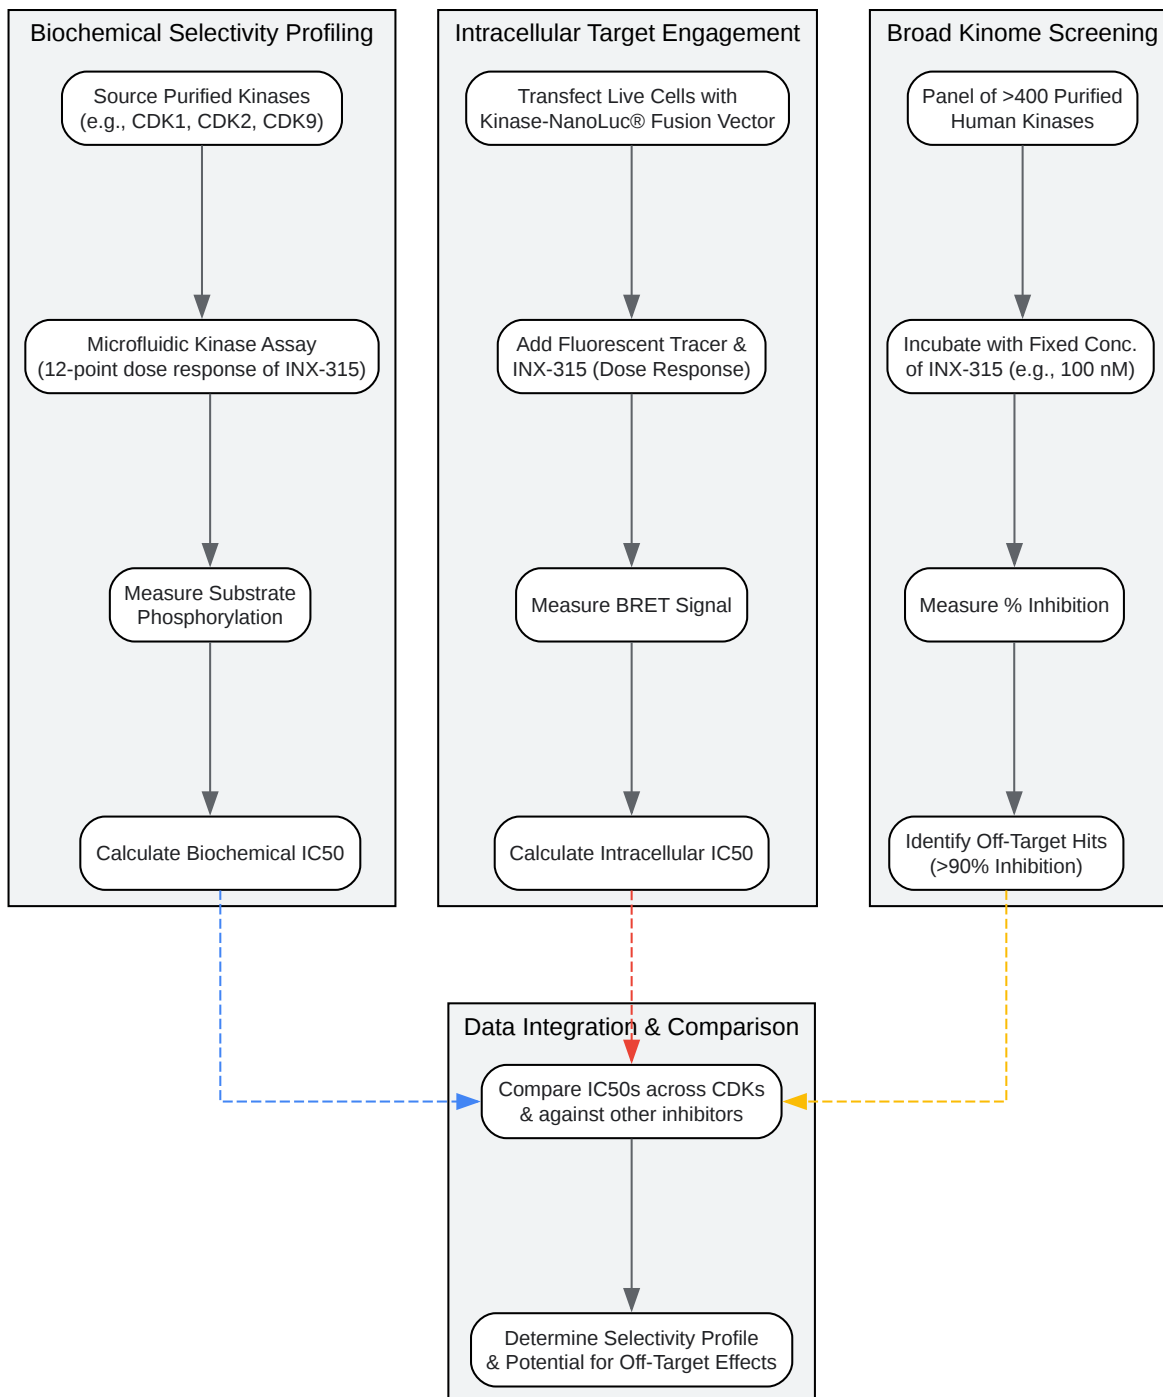 Biochemical Selectivity Profiling
Source Purified Kinases
(e.g., CDK1, CDK2, CDK9)
Microfluidic Kinase Assay
(12-point dose response of INX-315)
Measure Substrate
Phosphorylation
Calculate Biochemical IC50
Intracellular Target Engagement
Transfect Live Cells with
Kinase-NanoLuc® Fusion Vector
Add Fluorescent Tracer &
INX-315 (Dose Response)
Measure BRET Signal
Calculate Intracellular IC50
Broad Kinome Screening
Panel of >400 Purified
Human Kinases
Incubate with Fixed Conc.
of INX-315 (e.g., 100 nM)
Measure % Inhibition
Identify Off-Target Hits
(>90% Inhibition)
Data Integration & Comparison
Compare IC50s across CDKs
& against other inhibitors
Determine Selectivity Profile
& Potential for Off-Target Effects